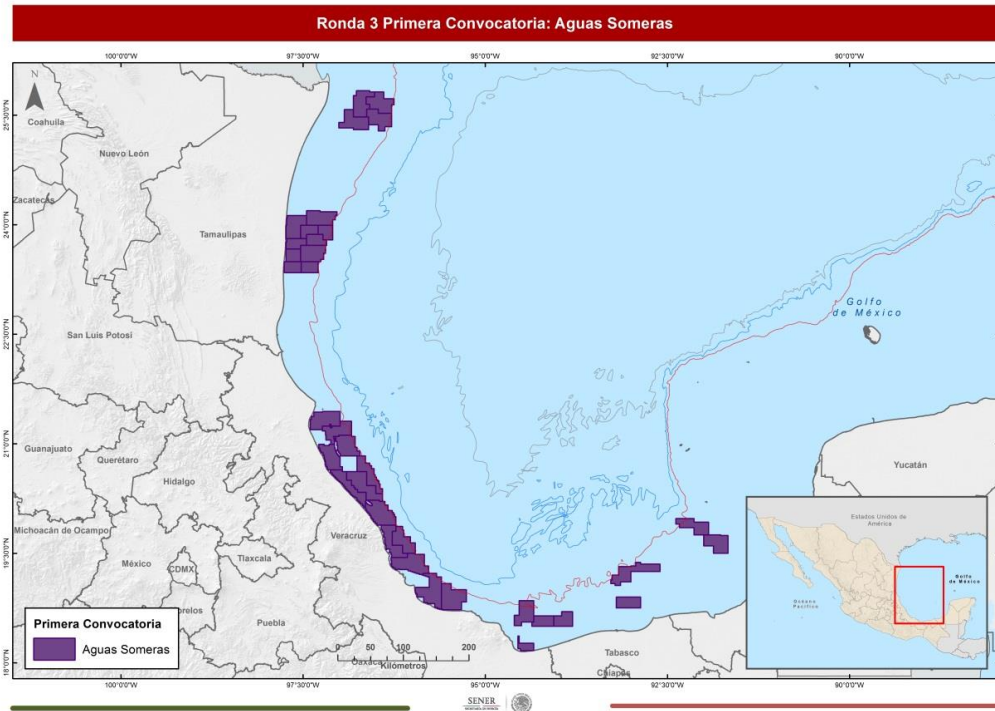 Ronda 3 Primera Convocatoria: Aguas Someras
100°0'0"W
97°30'0"W
95°0'0"W
92°30'0"W
90°0'0"W
N
25°30'0"N
24°0'0"N
22°30'0"N
21°0'0"N
19°30'0"N
18°0'0"N
Coahuila
Nuevo León
Zacatecas
Tamaulipas
San Luis Potosí
Golfo
de México
Guanajuato
Querétaro
Hidalgo
Yucatán
Michoacán de Ocampo
México
CDMX
Tlaxcala
Veracruz
orelos
Puebla
Oaxaca
Tabasco
Chiapas
Primera Convocatoria
Aguas Someras
0 50 100 200
Kilómetros
Estados Unidos de
América
Golfo
de México
Océano
Pacífico
100°0'0"W
97°30'0"W
95°0'0"W
92°30'0"W
90°0'0"W
SENER